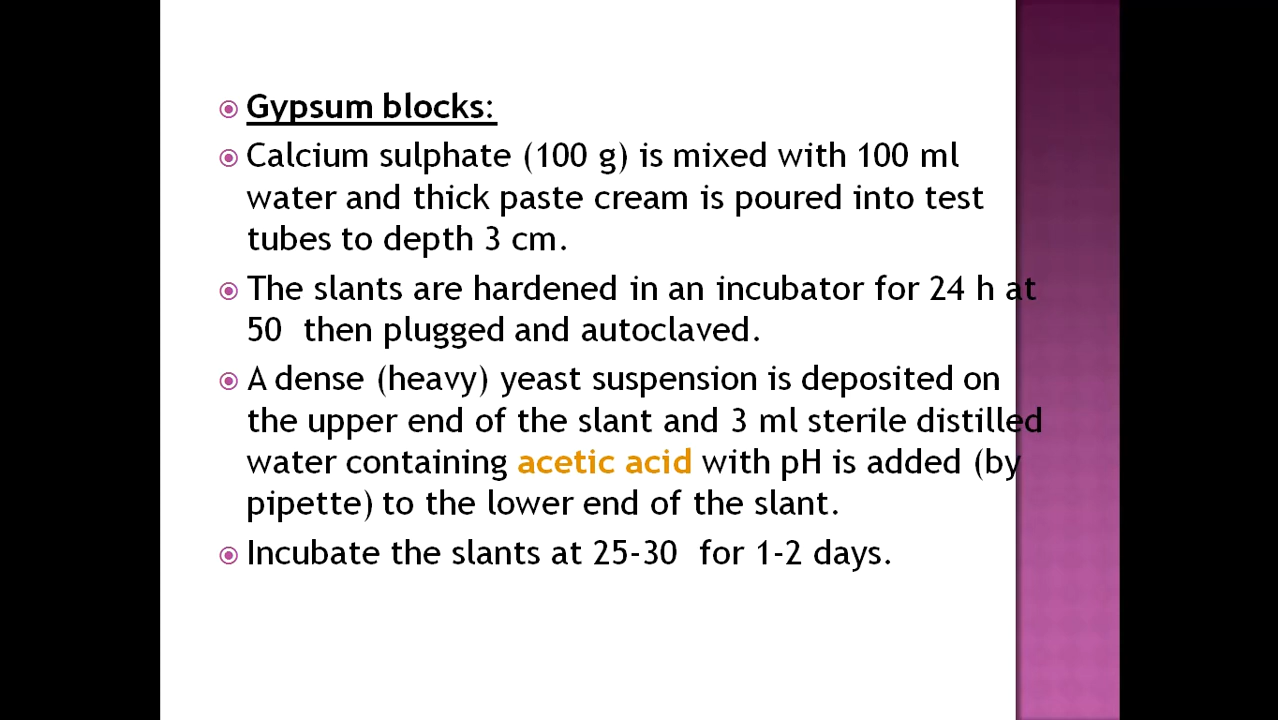 Gypsum blocks:
Calcium sulphate (100 g) is mixed with 100 ml
water and thick paste cream is poured into test
tubes to depth 3 cm.
The slants are hardened in an incubator for 24 h at
50  then plugged and autoclaved.
A dense (heavy) yeast suspension is deposited on
the upper end of the slant and 3 ml sterile distilled
water containing acetic acid with pH is added (by
pipette) to the lower end of the slant.
Incubate the slants at 25-30  for 1-2 days.